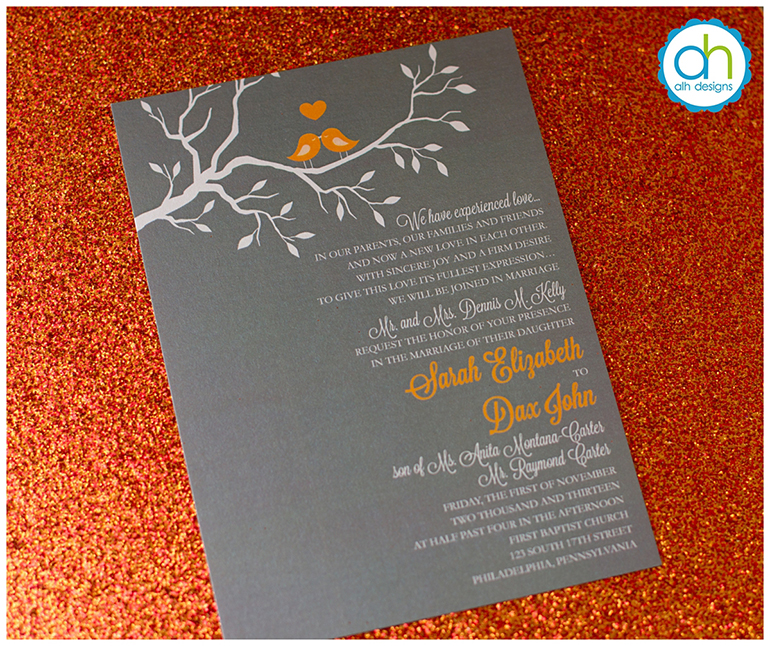 ah
alh designs
We have experienced love...
IN OUR PARENTS, OUR FAMILIES AND FRIENDS
AND NOW A NEW LOVE IN EACH OTHER.
WITH SINCERE JOY AND A FIRM DESIRE
TO GIVE THIS LOVE ITS FULLEST EXPRESSION...
WE WILL BE JOINED IN MARRIAGE
Mr. and Mrs. Dennis M. Kelly
REQUEST THE HONOR OF YOUR PRESENCE
IN THE MARRIAGE OF THEIR DAUGHTER
Sarah Elizabeth
TO
Dax John
son of Ms. Anita Montana-Carter
Mr. Raymond Carter
FRIDAY, THE FIRST OF NOVEMBER
TWO THOUSAND AND THIRTEEN
AT HALF PAST FOUR IN THE AFTERNOON
FIRST BAPTIST CHURCH
123 SOUTH 17TH STREET
PHILADELPHIA, PENNSYLVANIA